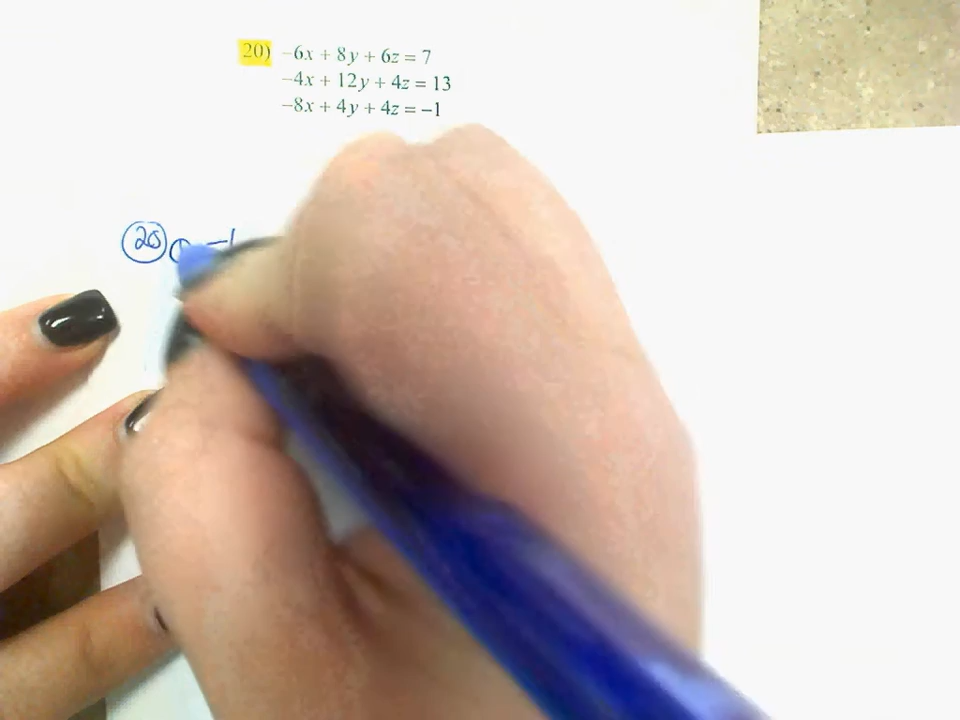 20) −6x + 8y + 6z = 7
−4x + 12y + 4z = 13
−8x + 4y + 4z = −1
20